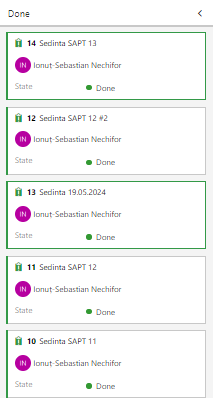 Done
14 Sedinta SAPT 13
IN Ionut-Sebastian Nechifor
State Done
12 Sedinta SAPT 12 #2
IN Ionut-Sebastian Nechifor
State Done
13 Sedinta 19.05.2024
IN Ionut-Sebastian Nechifor
State Done
11 Sedinta SAPT 12
IN Ionut-Sebastian Nechifor
State Done
10 Sedinta SAPT 11
IN Ionut-Sebastian Nechifor
State Done